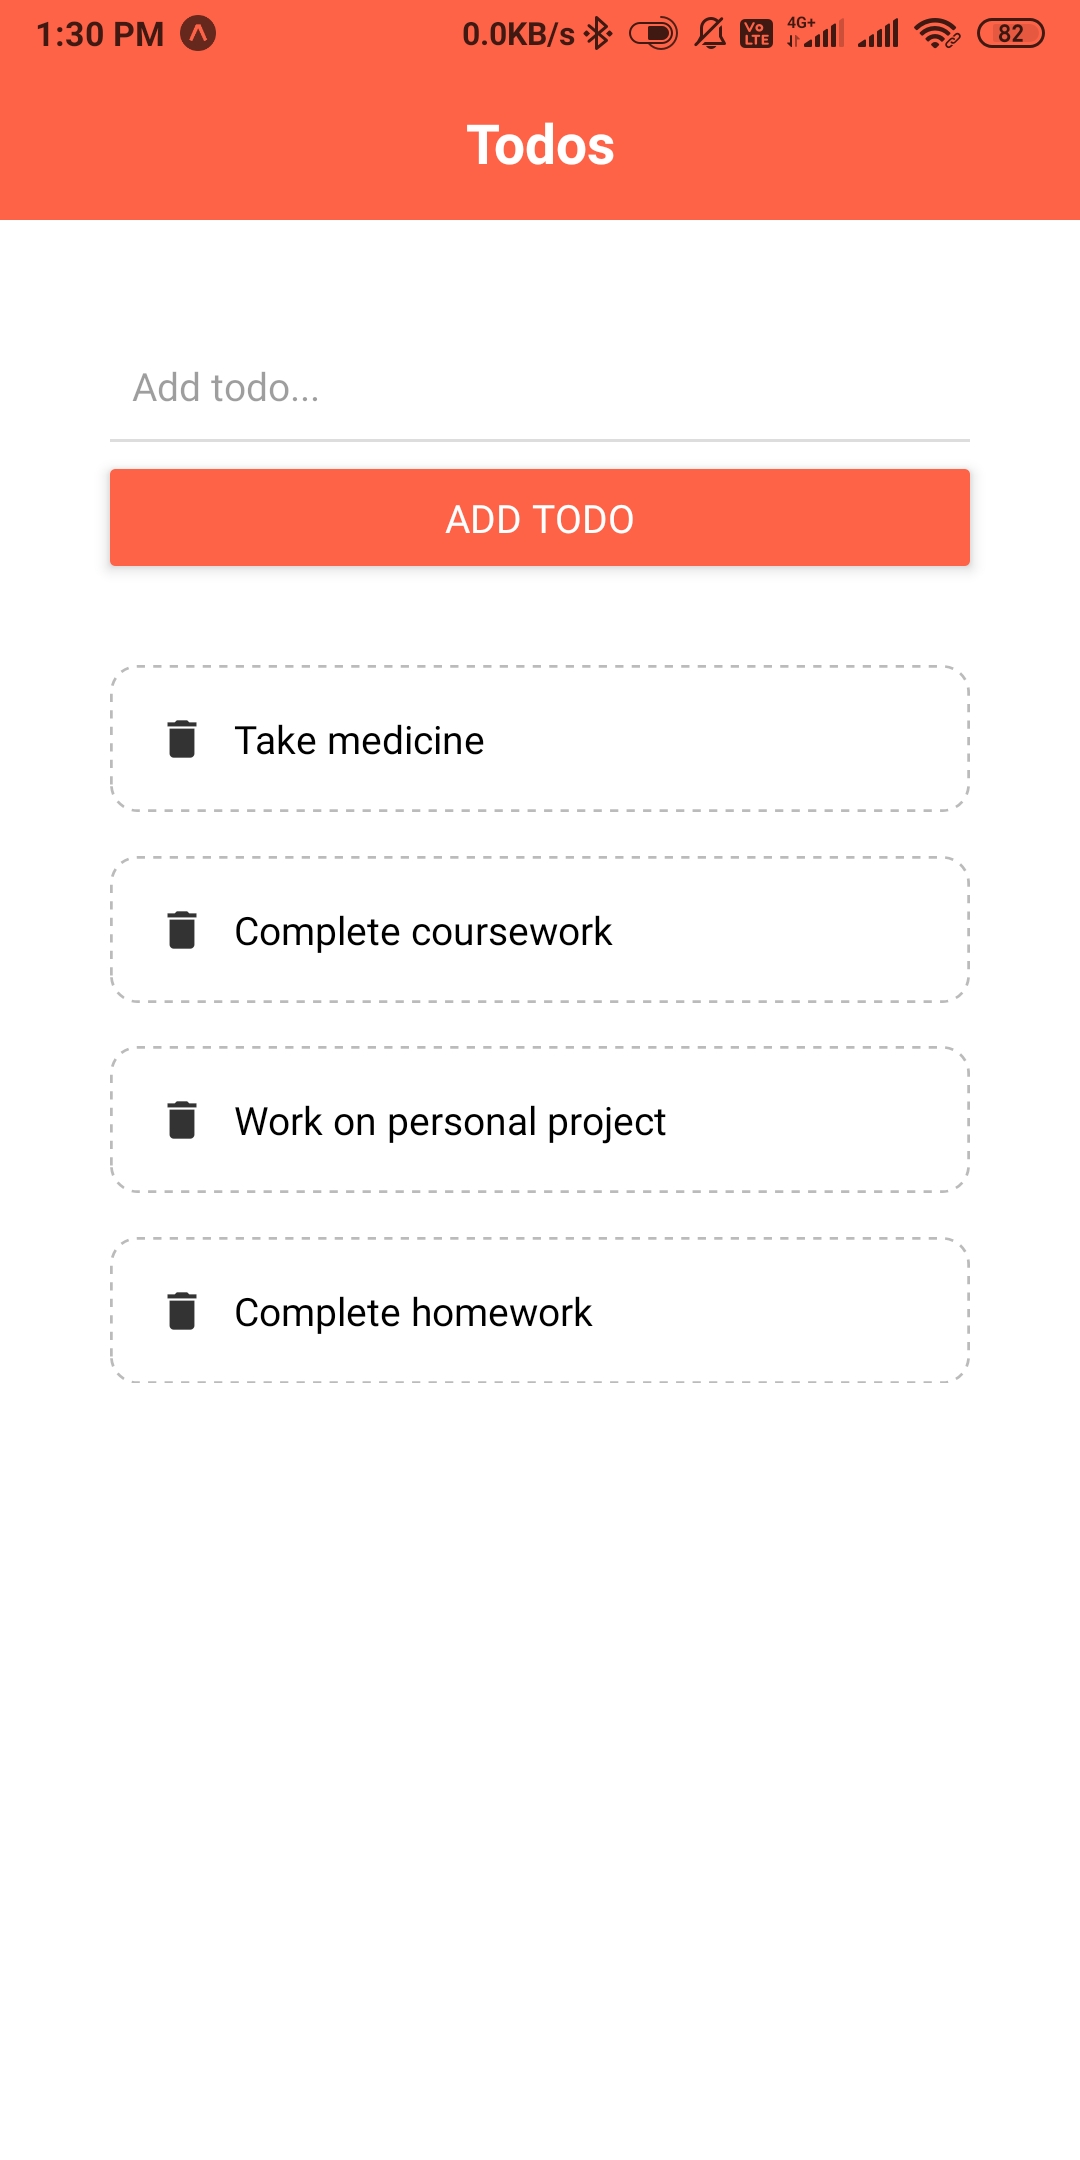 1:30 PM 0.0KB/s Vo LTE 4G+ 82
Todos
Add todo...
ADD TODO
Take medicine
Complete coursework
Work on personal project
Complete homework